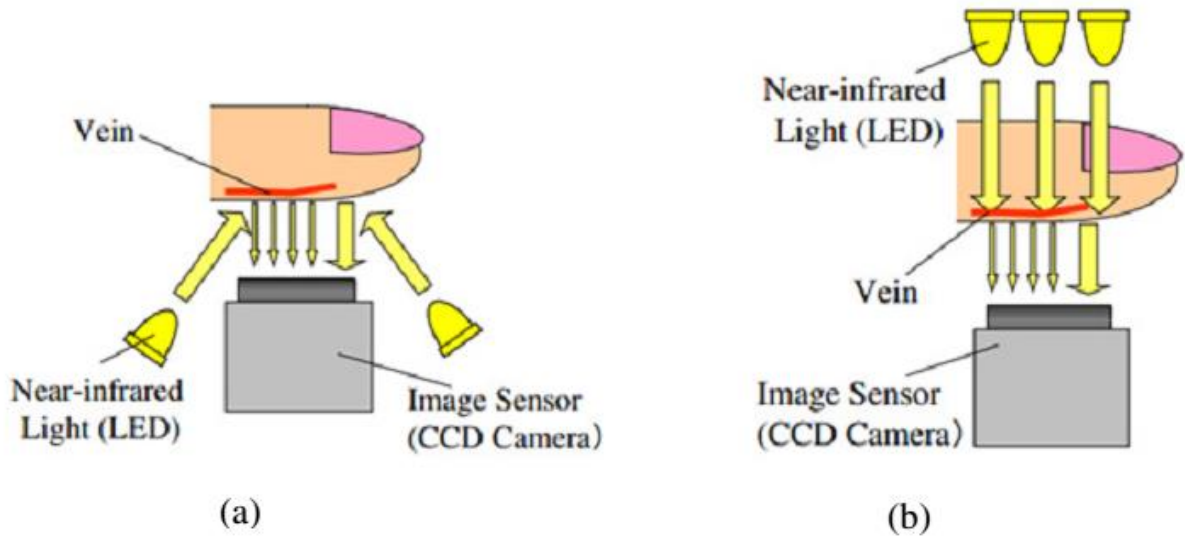 Vein
Near-infrared
Light (LED)
Image Sensor
(CCD Camera)
(a)
Near-infrared
Light (LED)
Vein
Image Sensor
(CCD Camera)
(b)